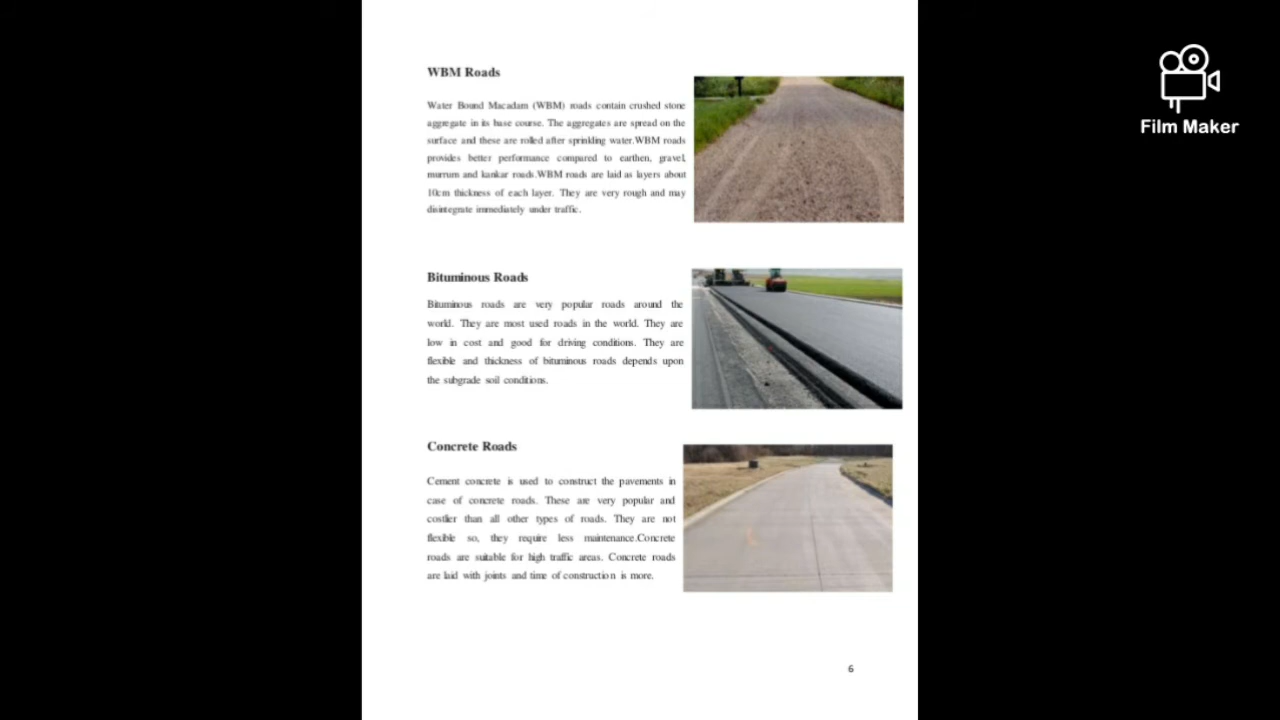 WBM Roads
Water Bound Macadam (WBM) roads contain crushed stone
aggregate in its base course. The aggregates are spread on the
surface and these are rolled after sprinkling water.WBM roads
provides better performance compared to earthen, gravel,
murrum and kankar roads.WBM roads are laid as layers about
10cm thickness of each layer. They are very rough and may
disintegrate immediately under traffic.
Bituminous Roads
Bituminous roads are very popular roads around the
world. They are most used roads in the world. They are
low in cost and good for driving conditions. They are
flexible and thickness of bituminous roads depends upon
the subgrade soil conditions.
Concrete Roads
Cement concrete is used to construct the pavements in
case of concrete roads. These are very popular and
costlier than all other types of roads. They are not
flexible so, they require less maintenance.Concrete
roads are suitable for high traffic areas. Concrete roads
are laid with joints and time of construction is more.
6
Film Maker